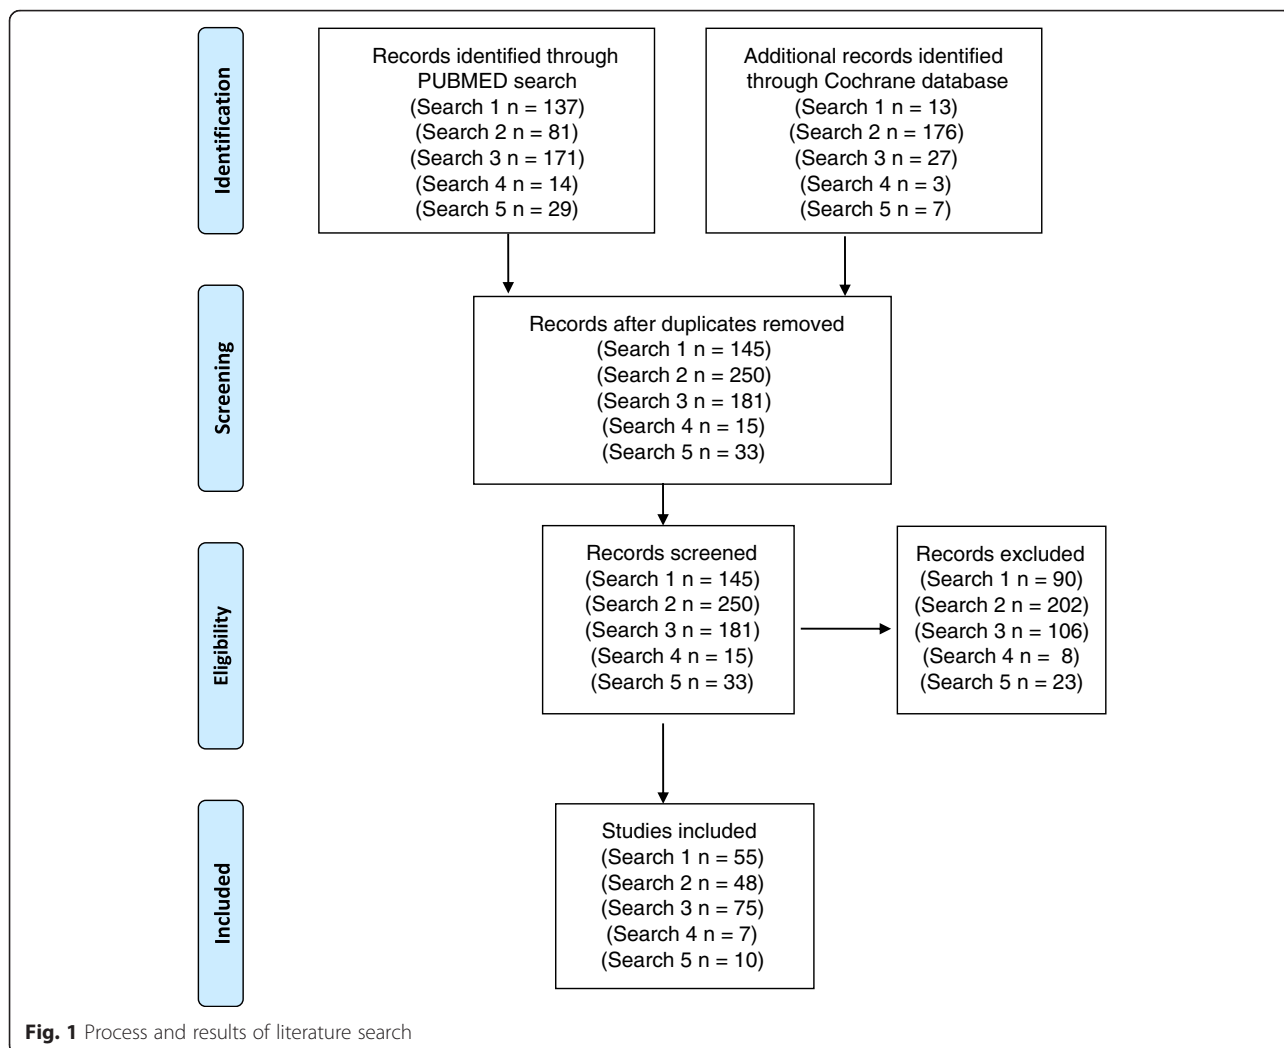 Identification
Records identified through
PUBMED search
(Search 1 n = 137)
(Search 2 n = 81)
(Search 3 n = 171)
(Search 4 n = 14)
(Search 5 n = 29)
Additional records identified
through Cochrane database
(Search 1 n = 13)
(Search 2 n = 176)
(Search 3 n = 27)
(Search 4 n = 3)
(Search 5 n = 7)
Screening
Records after duplicates removed
(Search 1 n = 145)
(Search 2 n = 250)
(Search 3 n = 181)
(Search 4 n = 15)
(Search 5 n = 33)
Eligibility
Records screened
(Search 1 n = 145)
(Search 2 n = 250)
(Search 3 n = 181)
(Search 4 n = 15)
(Search 5 n = 33)
Records excluded
(Search 1 n = 90)
(Search 2 n = 202)
(Search 3 n = 106)
(Search 4 n =  8)
(Search 5 n = 23)
Included
Studies included
(Search 1 n = 55)
(Search 2 n = 48)
(Search 3 n = 75)
(Search 4 n = 7)
(Search 5 n = 10)
Fig. 1 Process and results of literature search